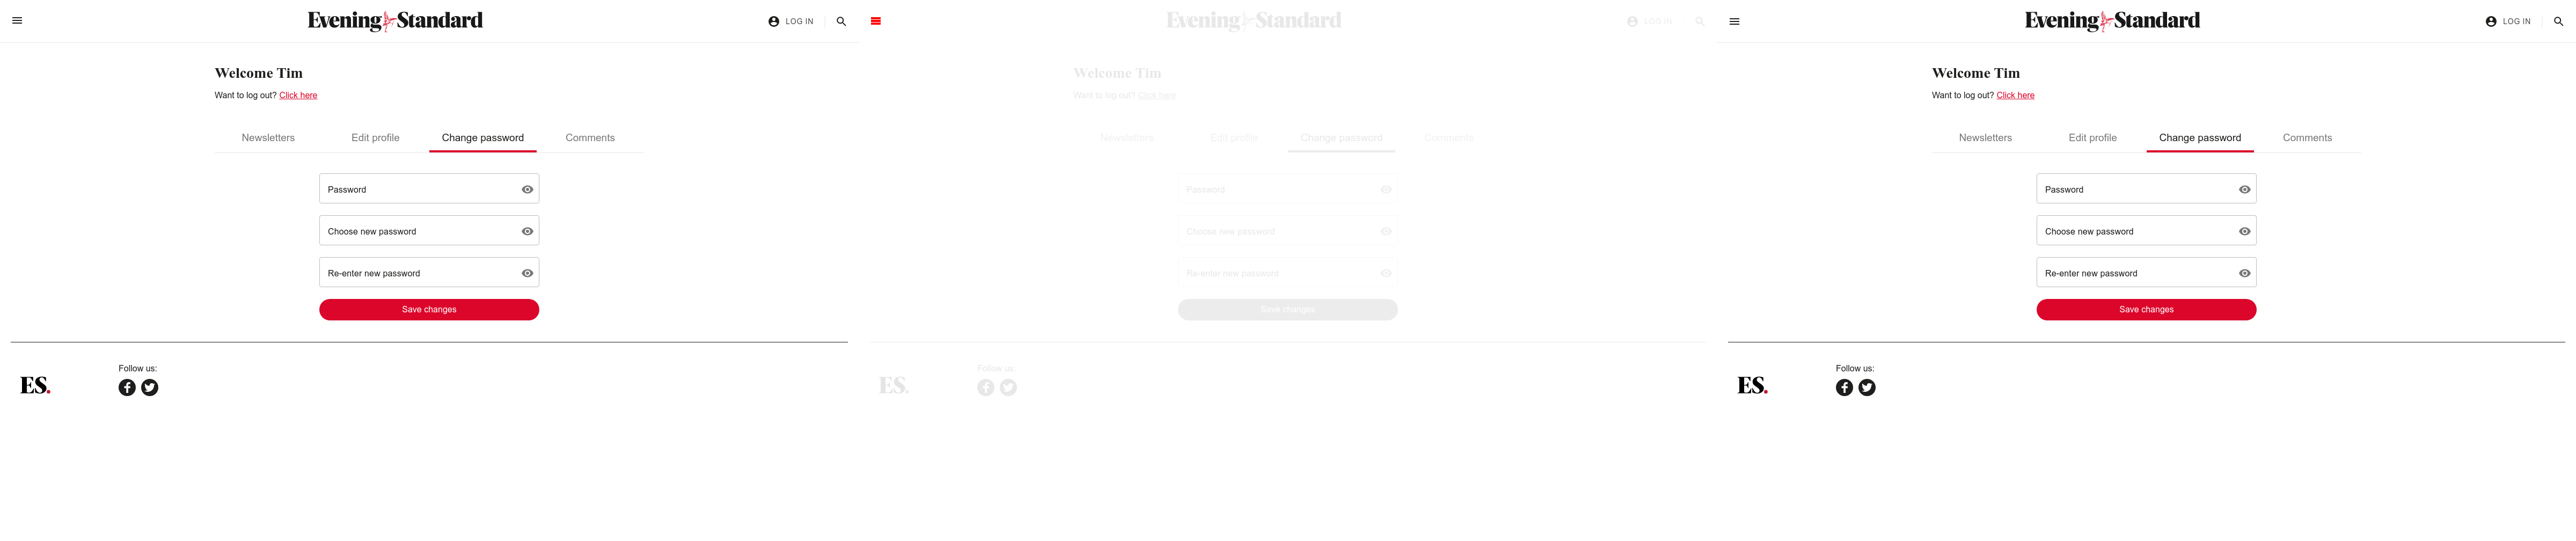 Evening Standard
LOG IN
Welcome Tim
Want to log out? Click here
Newsletters Edit profile Change password Comments
Password
Choose new password
Re-enter new password
Save changes
Follow us:
ES.
Evening Standard
LOG IN
Welcome Tim
Want to log out? Click here
Newsletters Edit profile Change password Comments
Password
Choose new password
Re-enter new password
Save changes
Follow us:
ES.
Evening Standard
LOG IN
Welcome Tim
Want to log out? Click here
Newsletters Edit profile Change password Comments
Password
Choose new password
Re-enter new password
Save changes
Follow us:
ES.